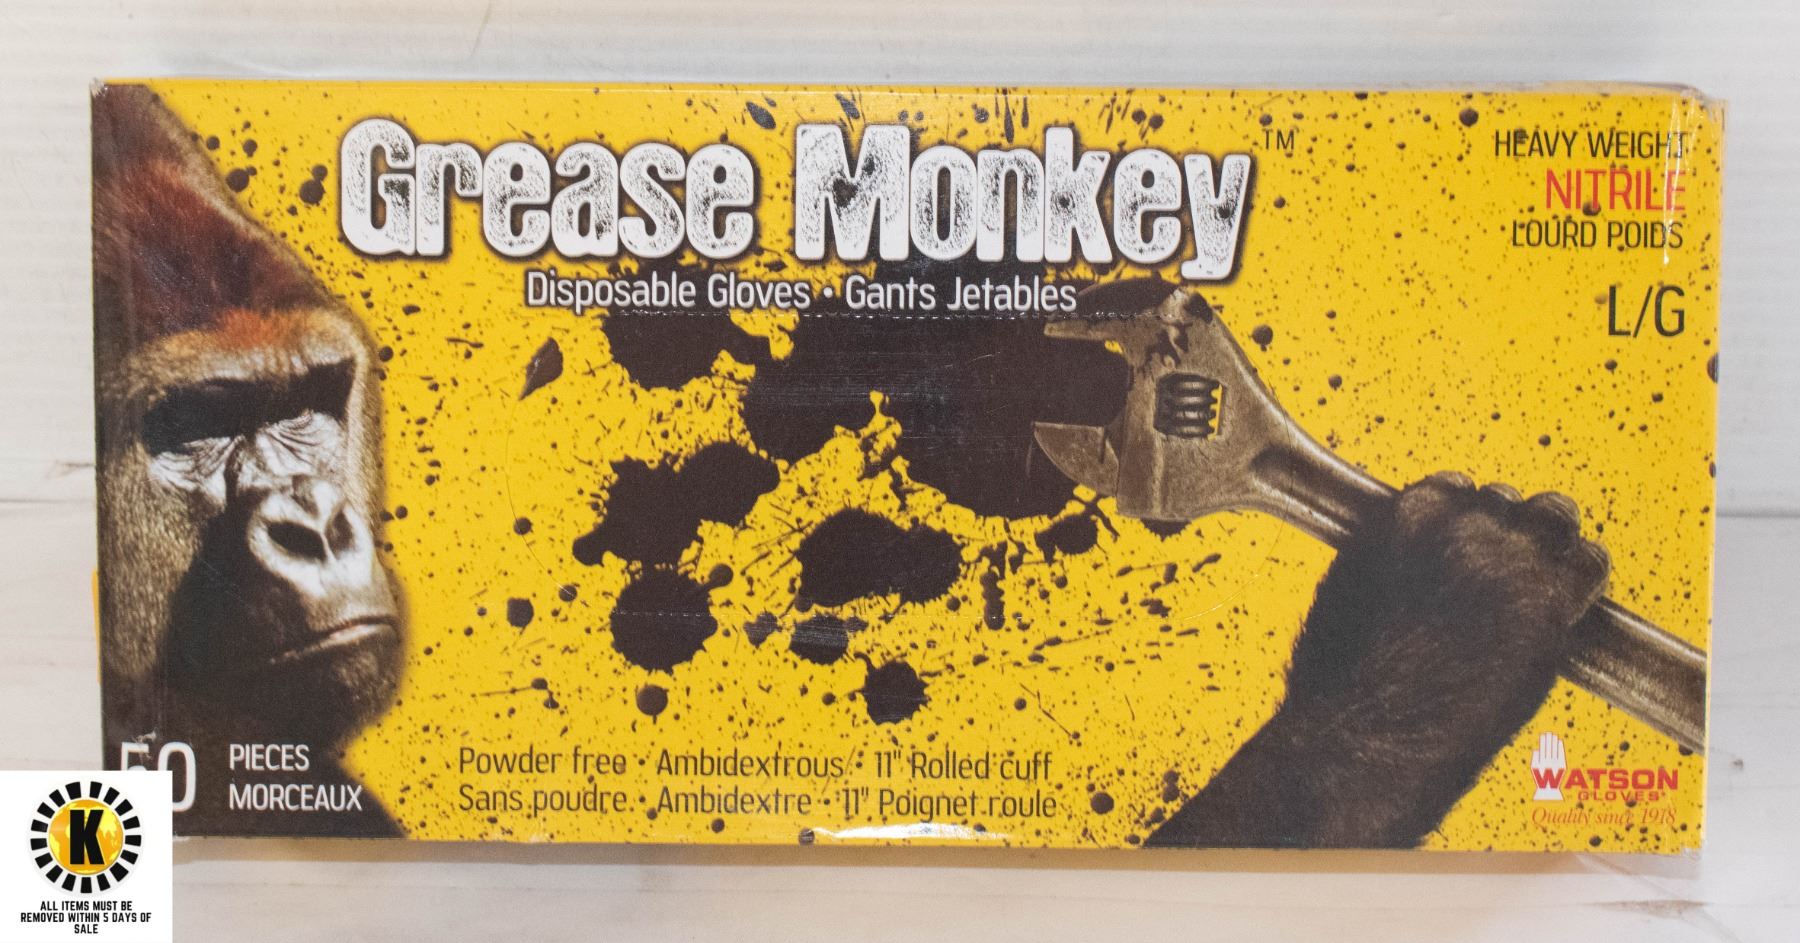 Grease Monkey™
Disposable Gloves • Gants Jetables
HEAVY WEIGHT
NITRILE
LOURD POIDS
L/G
50
PIECES
MORCEAUX
Powder free • Ambidextrous • 11" Rolled cuff
Sans poudre • Ambidextre • 11" Poignet roule
WATSON
GLOVES
Quality since 1918
K
ALL ITEMS MUST BE
REMOVED WITHIN 5 DAYS OF
SALE